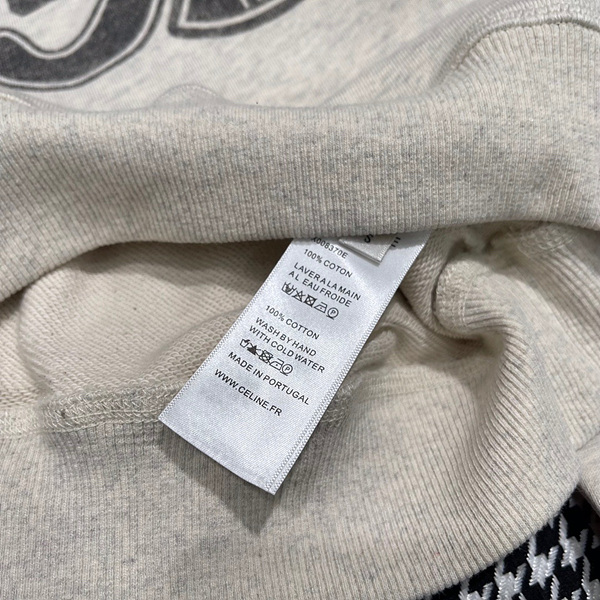 S
100% COTON
LAVER A LA MAIN
A L EAU FROIDE
100% COTTON
WASH BY HAND
WITH COLD WATER
MADE IN PORTUGAL
WWW.CELINE.FR